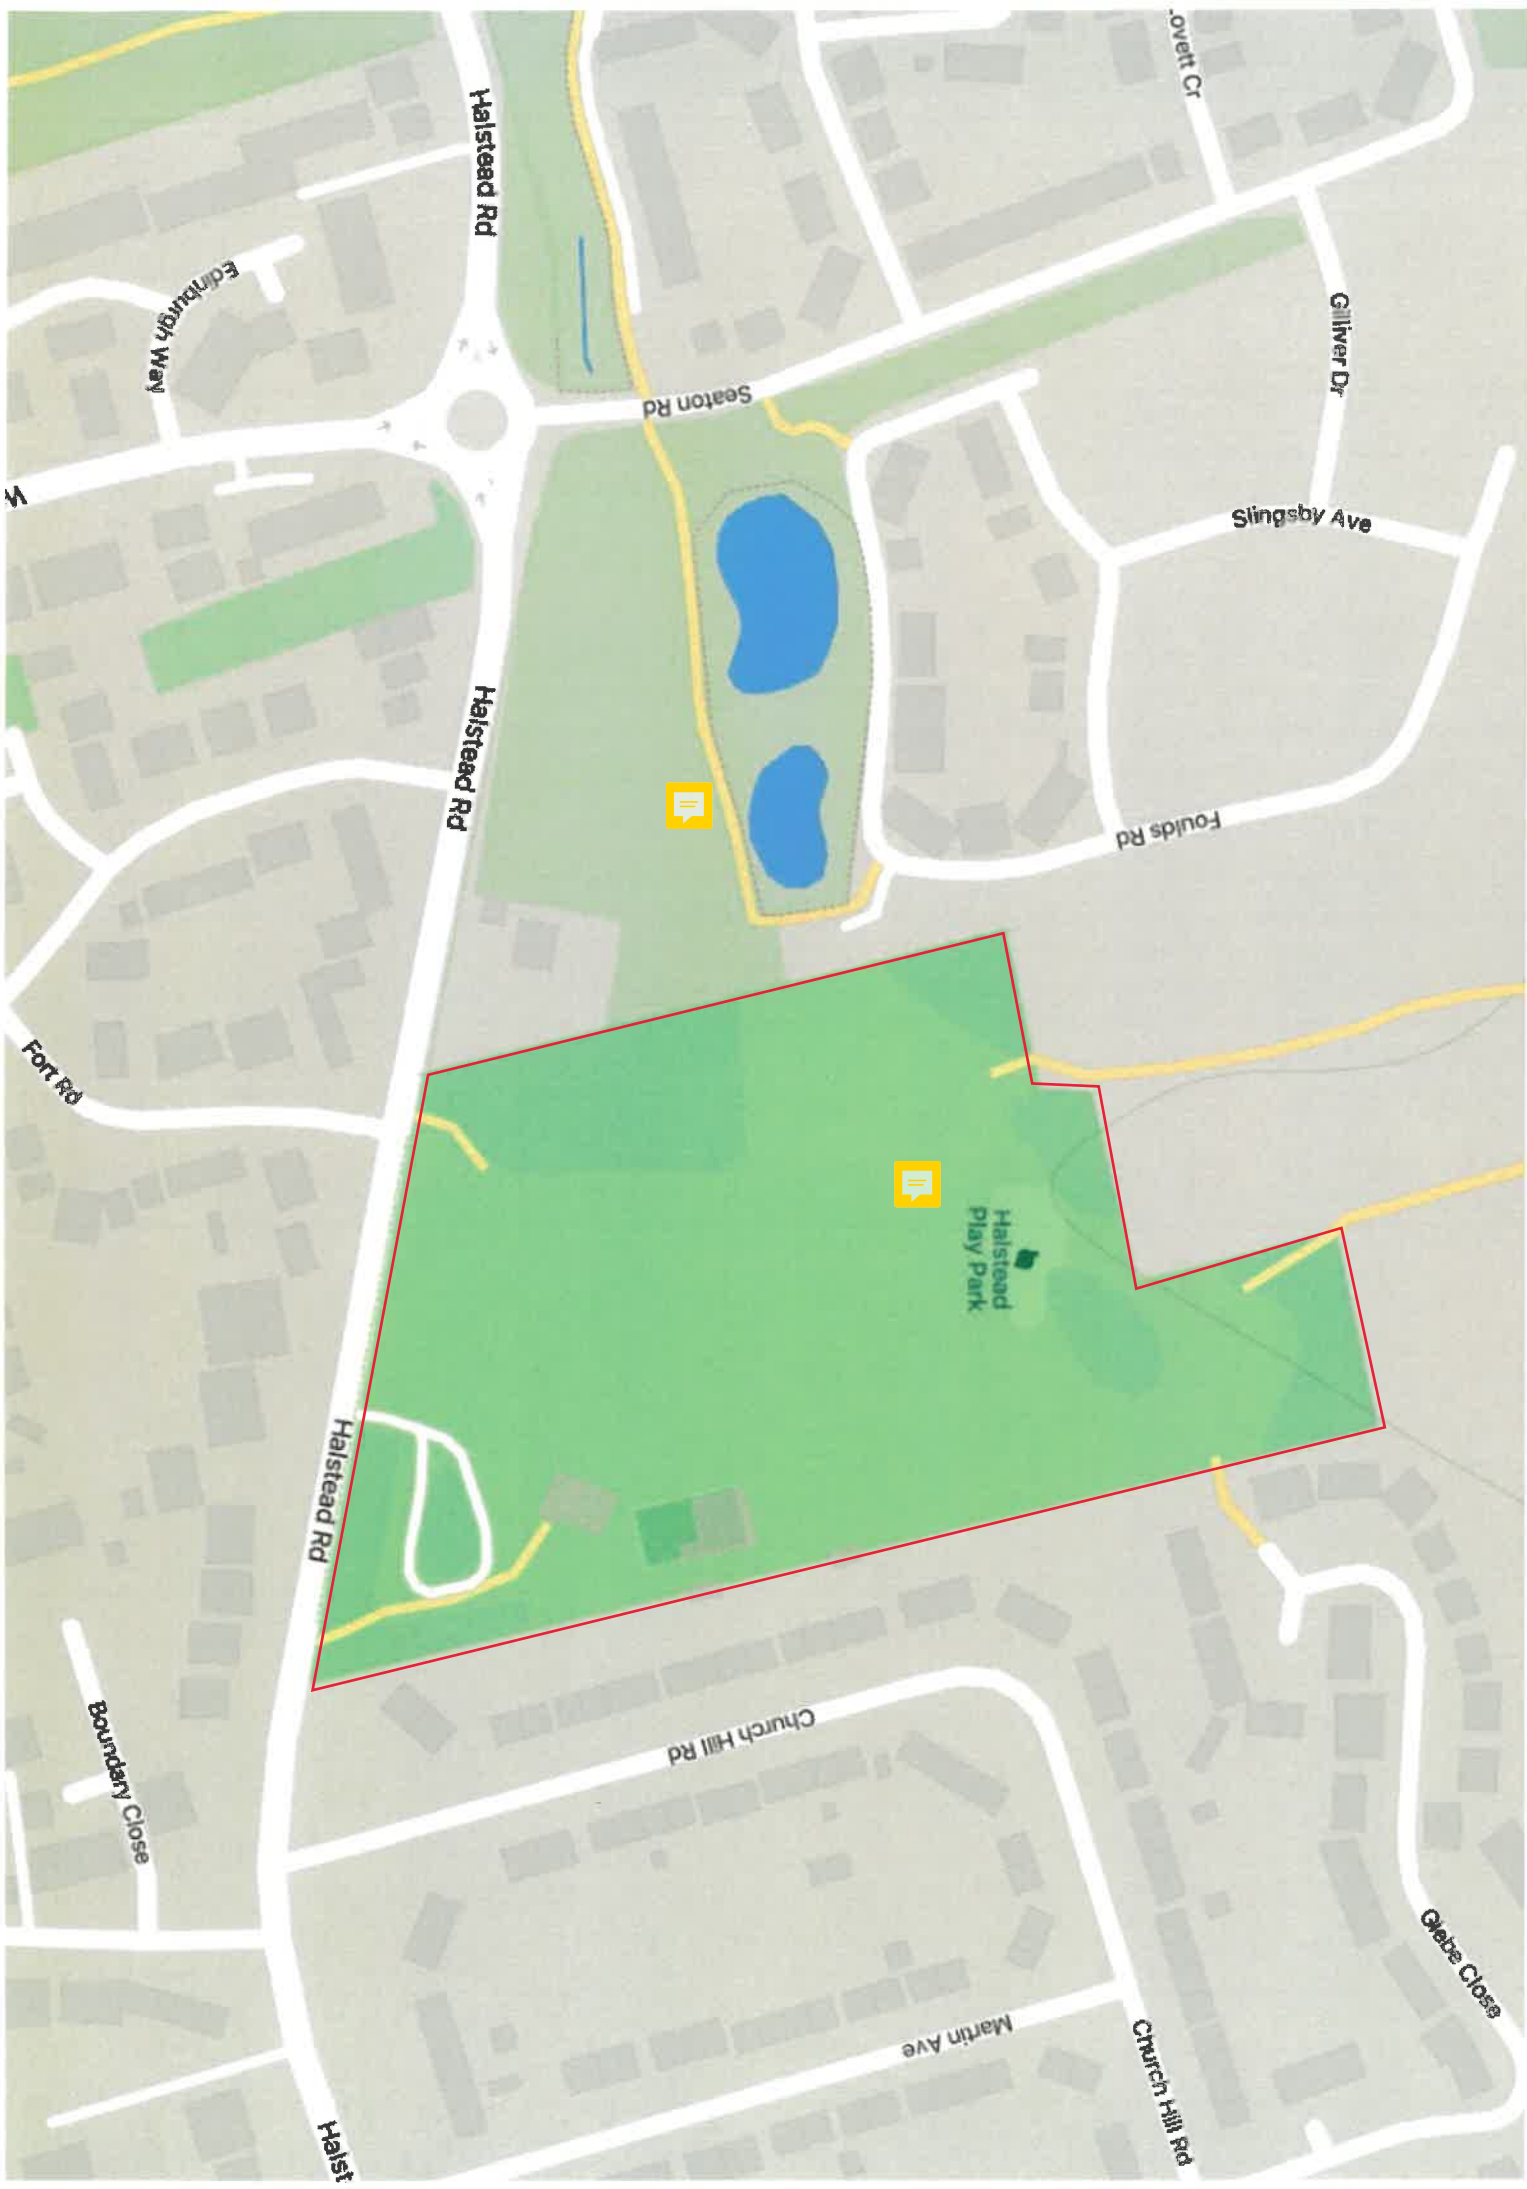 Lovett Cr
Halstead Rd
Edinburgh Way
Gilliver Dr
Seaton Rd
Slingsby Ave
Halstead Rd
Foulds Rd
Fort Rd
Halstead
Play Park
Halstead Rd
Boundary Close
Church Hill Rd
Glebe Close
Martin Ave
Church Hill Rd
Halst